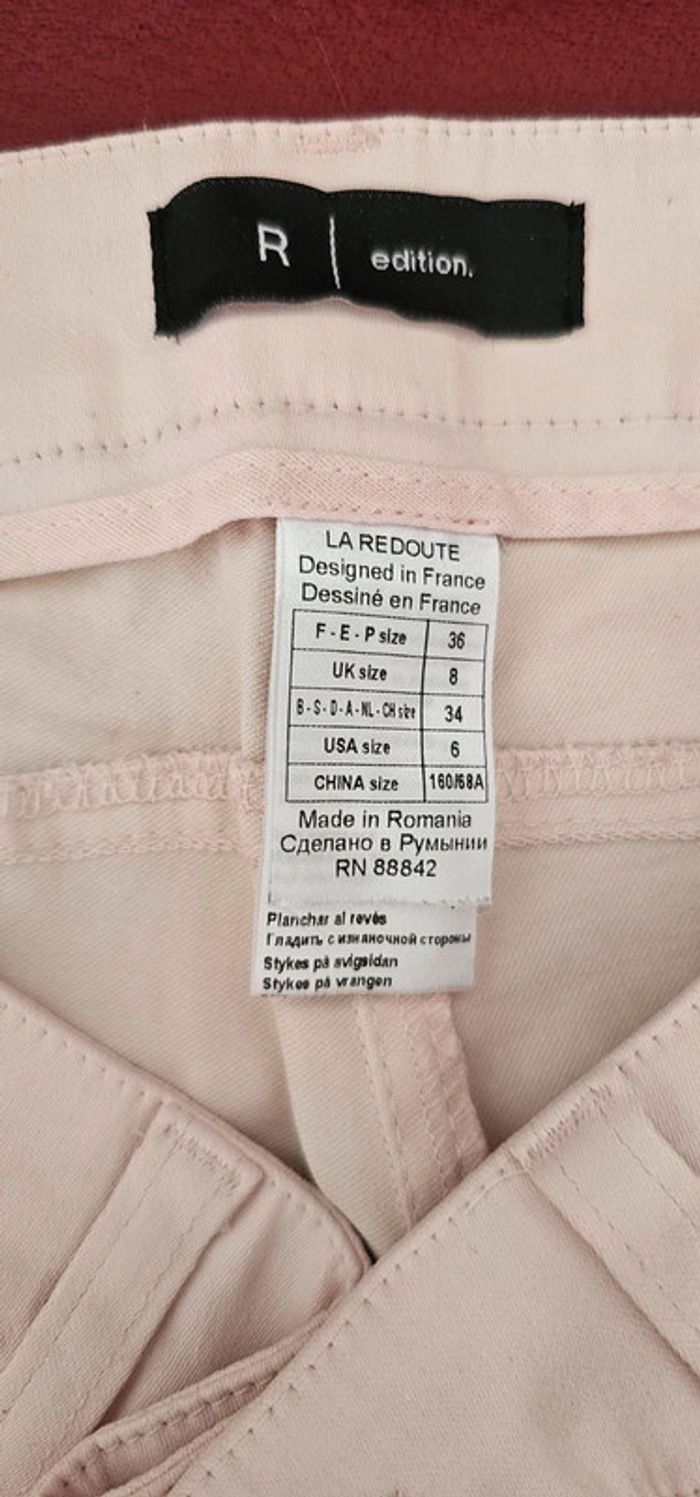 R | edition.
LA REDOUTE
Designed in France
Dessiné en France
F - E - P size 36
UK size 8
B - S - D - A - NL - CH size 34
USA size 6
CHINA size 160/68A
Made in Romania
Сделано в Румынии
RN 88842
Planchar al revés
Гладить с изнаночной стороны
Stykes på avigsidan
Stykes på vrangen